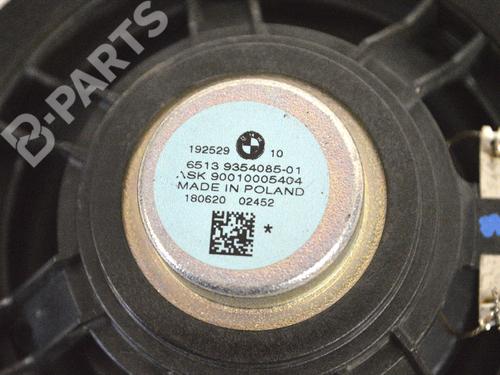 B-PARTS
192529 10
6513 9354085-01
ASK 90010005404
MADE IN POLAND
180620 02452
*